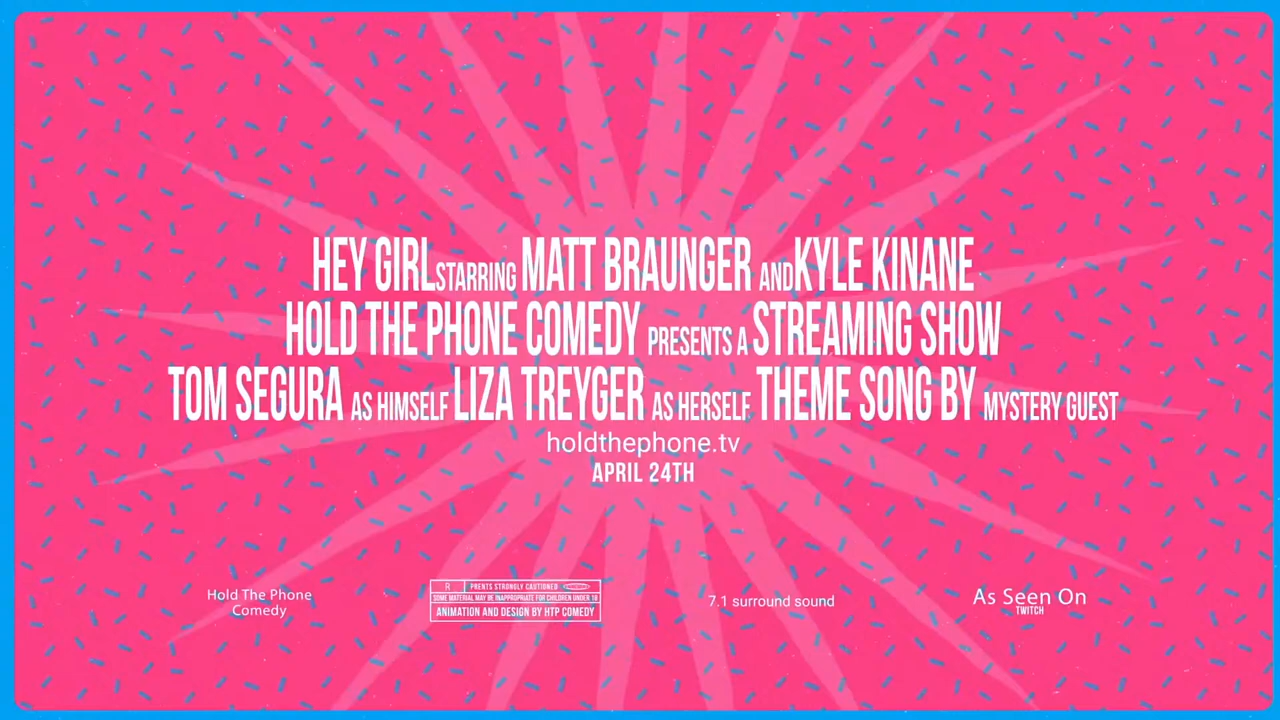 HEY GIRL STARRING MATT BRAUNGER AND KYLE KINANE
HOLD THE PHONE COMEDY PRESENTS A STREAMING SHOW
TOM SEGURA AS HIMSELF LIZA TREYGER AS HERSELF THEME SONG BY MYSTERY GUEST
holdthephone.tv
APRIL 24TH
Hold The Phone
Comedy
R PRENTS STRONGLY CAUTIONED
SOME MATERIAL MAY BE INAPPROPRIATE FOR CHILDREN UNDER 18
ANIMATION AND DESIGN BY HTP COMEDY
7.1 surround sound
As Seen On
TWITCH